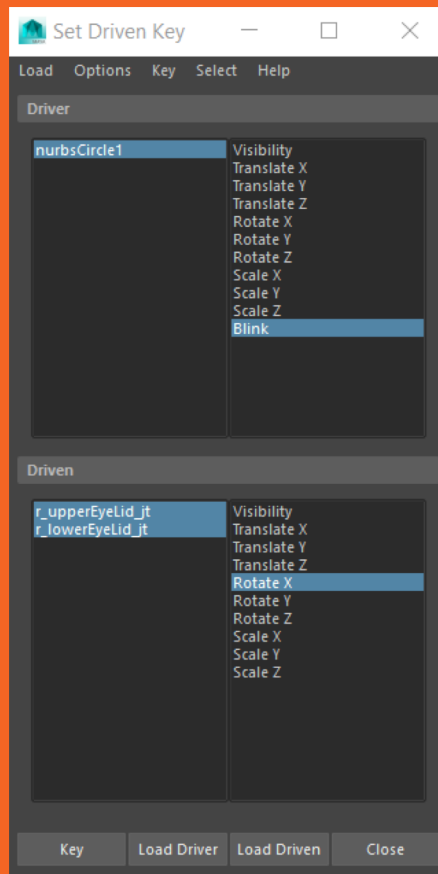 Set Driven Key
Load Options Key Select Help
Driver
nurbsCircle1
Visibility
Translate X
Translate Y
Translate Z
Rotate X
Rotate Y
Rotate Z
Scale X
Scale Y
Scale Z
Blink
Driven
r_upperEyeLid_jt
r_lowerEyeLid_jt
Visibility
Translate X
Translate Y
Translate Z
Rotate X
Rotate Y
Rotate Z
Scale X
Scale Y
Scale Z
Key Load Driver Load Driven Close